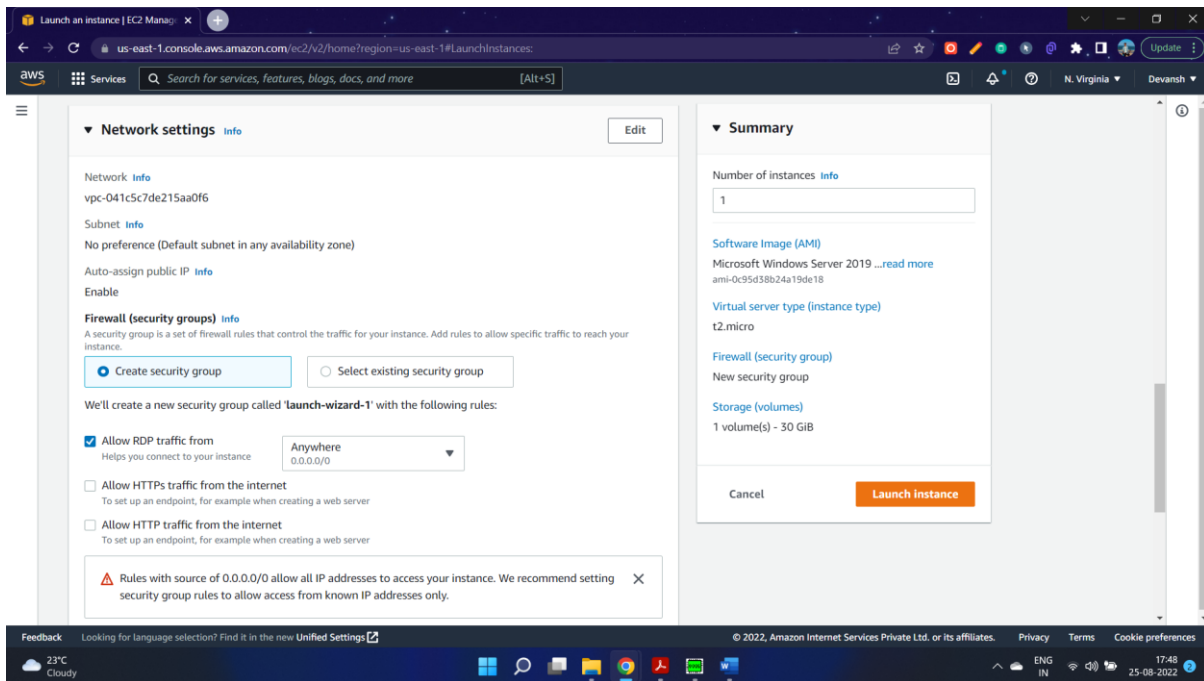 Launch an instance | EC2 Manag
us-east-1.console.aws.amazon.com/ec2/v2/home?region=us-east-1#LaunchInstances:
Update
aws
Services
Search for services, features, blogs, docs, and more
[Alt+S]
N. Virginia
Devansh
Network settings Info
Edit
Network Info
vpc-041c5c7de215aa0f6
Subnet Info
No preference (Default subnet in any availability zone)
Auto-assign public IP Info
Enable
Firewall (security groups) Info
A security group is a set of firewall rules that control the traffic for your instance. Add rules to allow specific traffic to reach your
instance.
Create security group
Select existing security group
We'll create a new security group called 'launch-wizard-1' with the following rules:
Allow RDP traffic from
Helps you connect to your instance
Anywhere
0.0.0.0/0
Allow HTTPs traffic from the internet
To set up an endpoint, for example when creating a web server
Allow HTTP traffic from the internet
To set up an endpoint, for example when creating a web server
Rules with source of 0.0.0.0/0 allow all IP addresses to access your instance. We recommend setting
security group rules to allow access from known IP addresses only.
Summary
Number of instances Info
1
Software Image (AMI)
Microsoft Windows Server 2019 ...read more
ami-0c95d38b24a19de18
Virtual server type (instance type)
t2.micro
Firewall (security group)
New security group
Storage (volumes)
1 volume(s) - 30 GiB
Cancel
Launch instance
Feedback
Looking for language selection? Find it in the new Unified Settings
© 2022, Amazon Internet Services Private Ltd. or its affiliates.
Privacy
Terms
Cookie preferences
23°C
Cloudy
ENG
IN
17:48
25-08-2022
2